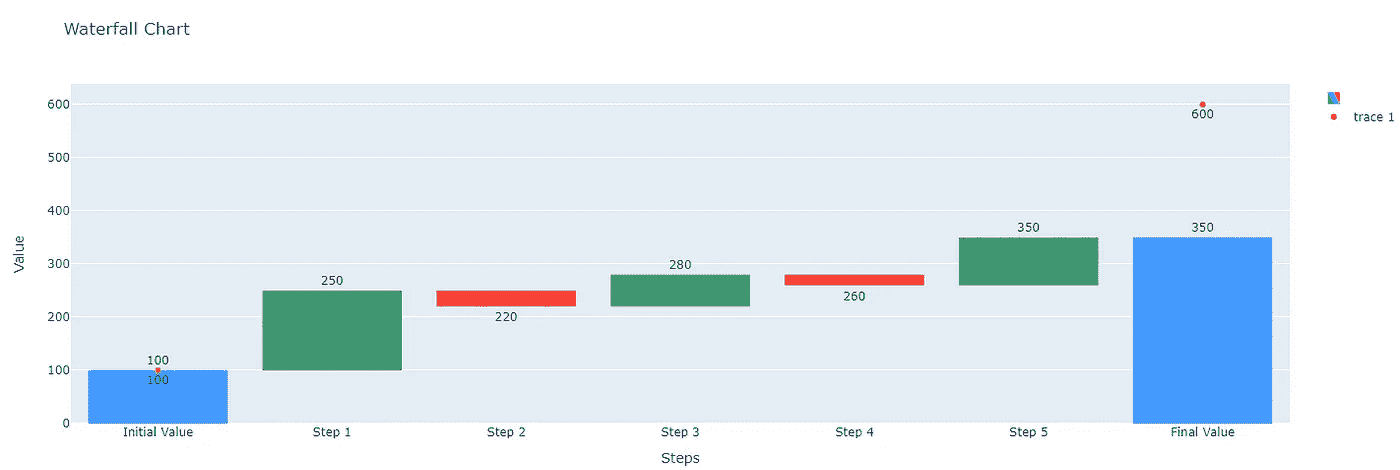 Waterfall Chart
Value
600
500
400
300
200
100
0
100
100
250
220
280
260
350
350
600
Initial Value
Step 1
Step 2
Step 3
Step 4
Step 5
Final Value
Steps
trace 1